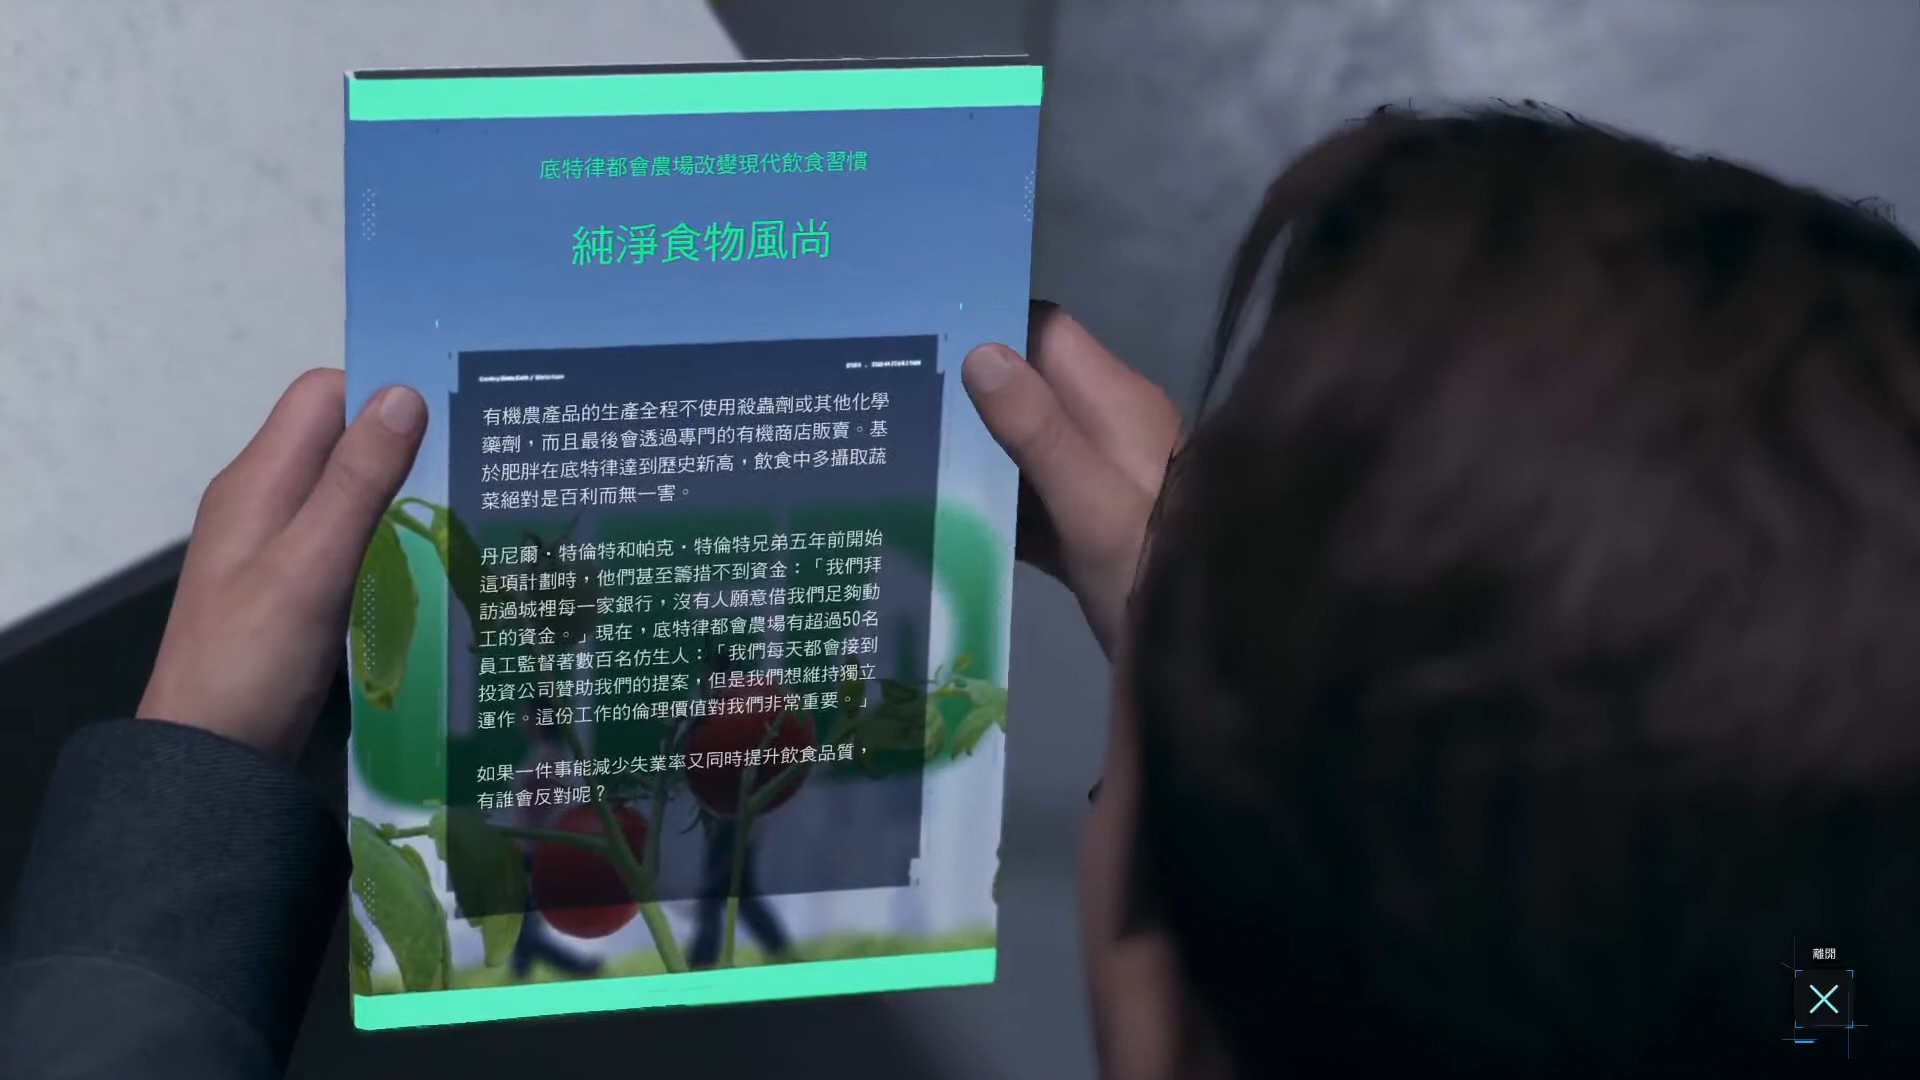 底特律都會農場改變現代飲食習慣
純淨食物風尚
有機農產品的生產全程不使用殺蟲劑或其他化學
藥劑，而且最後會透過專門的有機商店販賣。基
於肥胖在底特律達到歷史新高，飲食中多攝取蔬
菜絕對是百利而無一害。
丹尼爾・特倫特和帕克・特倫特兄弟五年前開始
這項計劃時，他們甚至籌措不到資金：「我們拜
訪過城裡每一家銀行，沒有人願意借我們足夠動
工的資金。」現在，底特律都會農場有超過50名
員工監督著數百名仿生人：「我們每天都會接到
投資公司贊助我們的提案，但是我們想維持獨立
運作。這份工作的倫理價值對我們非常重要。」
如果一件事能減少失業率又同時提升飲食品質，
有誰會反對呢？
離開